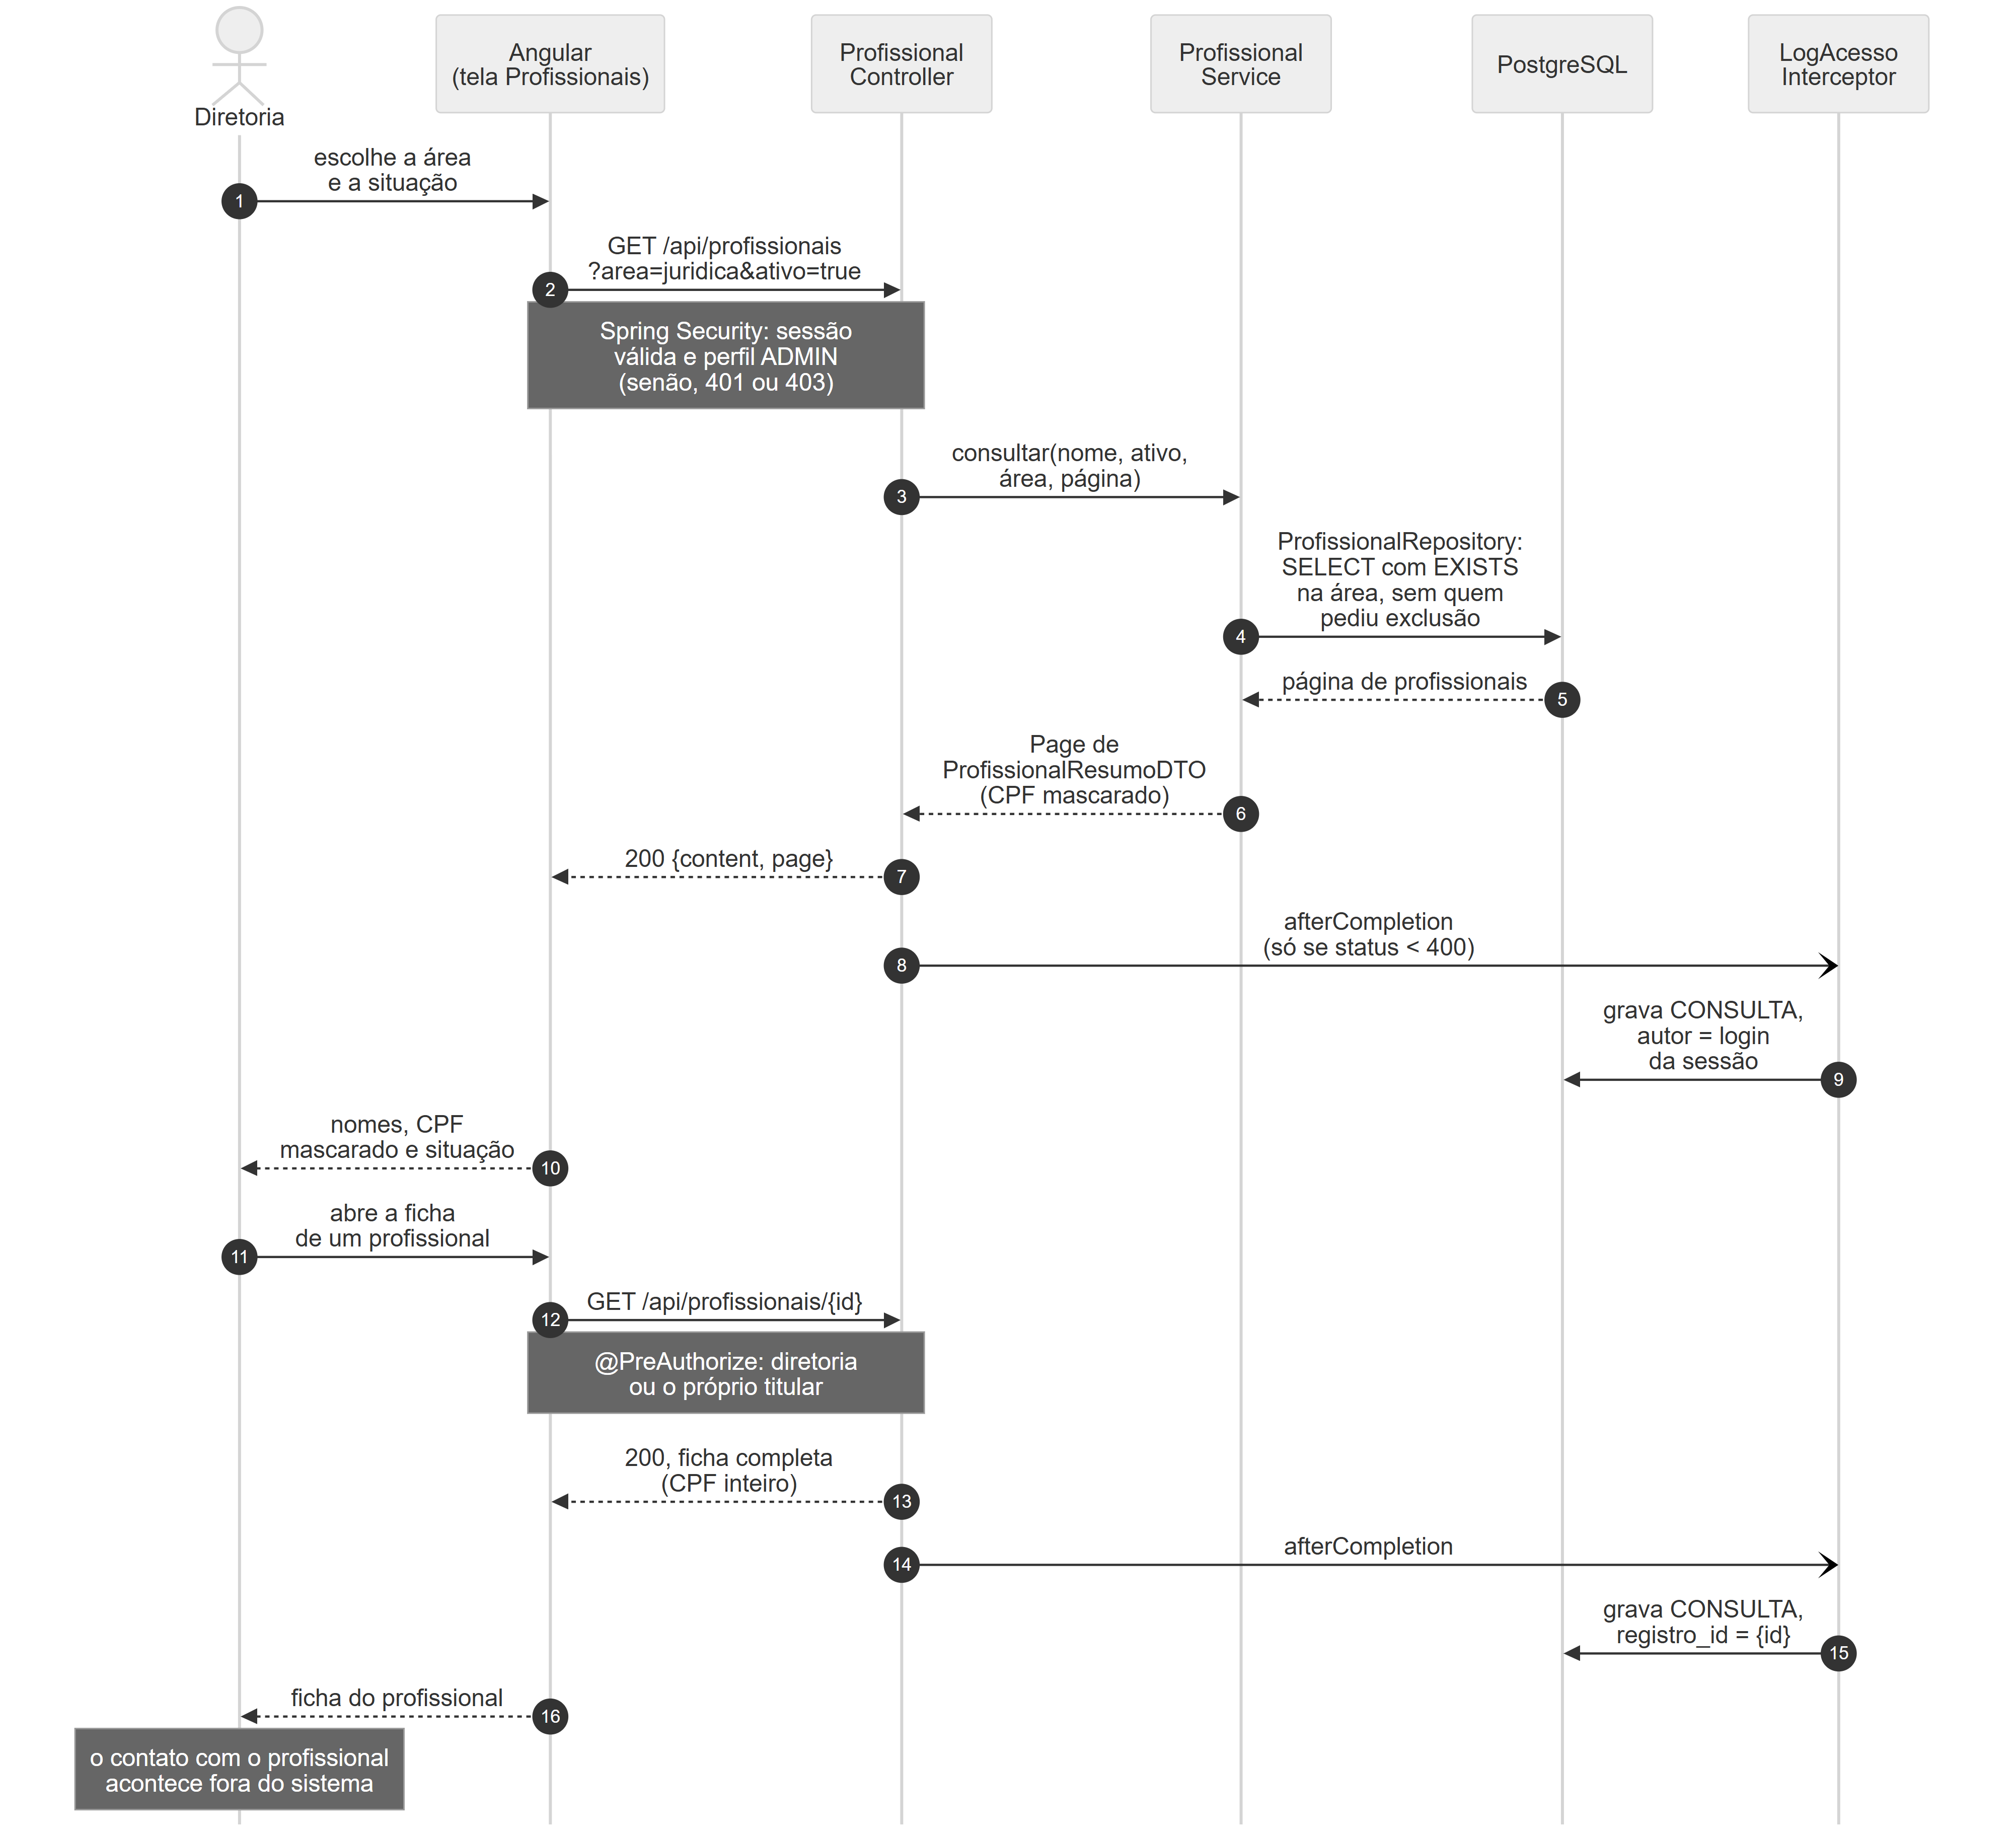 Diretoria
Angular
(tela Profissionais)
Profissional
Controller
Profissional
Service
PostgreSQL
LogAcesso
Interceptor
escolhe a área
e a situação
1
GET /api/profissionais
?area=juridica&ativo=true
2
Spring Security: sessão
válida e perfil ADMIN
(senão, 401 ou 403)
consultar(nome, ativo,
área, página)
3
ProfissionalRepository:
SELECT com EXISTS
na área, sem quem
pediu exclusão
4
página de profissionais
5
Page de
ProfissionalResumoDTO
(CPF mascarado)
6
200 {content, page}
7
afterCompletion
(só se status < 400)
8
grava CONSULTA,
autor = login
da sessão
9
nomes, CPF
mascarado e situação
10
abre a ficha
de um profissional
11
GET /api/profissionais/{id}
12
@PreAuthorize: diretoria
ou o próprio titular
200, ficha completa
(CPF inteiro)
13
afterCompletion
14
grava CONSULTA,
registro_id = {id}
15
ficha do profissional
16
o contato com o profissional
acontece fora do sistema